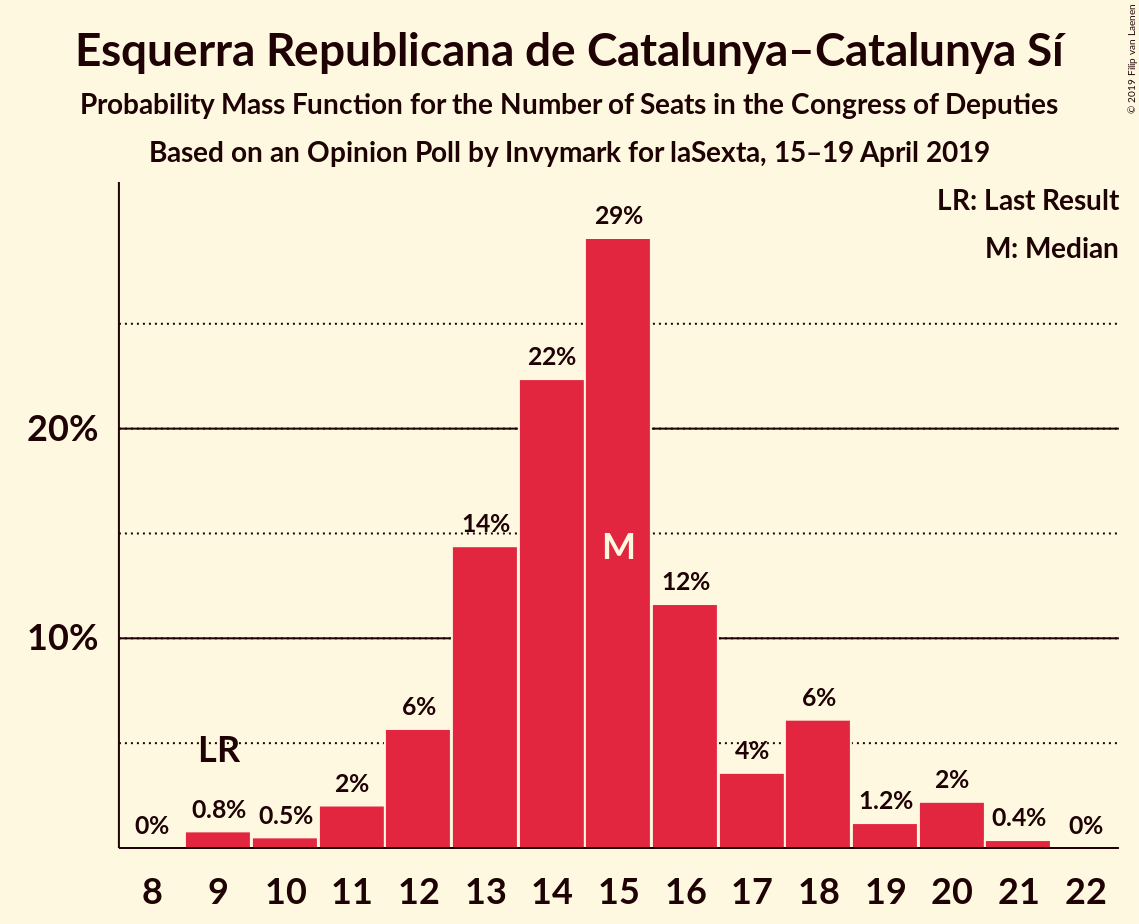 Esquerra Republicana de Catalunya–Catalunya Sí
Probability Mass Function for the Number of Seats in the Congress of Deputies
Based on an Opinion Poll by Invymark for laSexta, 15–19 April 2019
© 2019 Filip van Laenen
LR: Last Result
M: Median
29%
22%
20%
14%
M
12%
10%
6%
6%
LR
4%
2%
2%
0%
0.8%
0.5%
1.2%
0.4%
0%
8 9 10 11 12 13 14 15 16 17 18 19 20 21 22